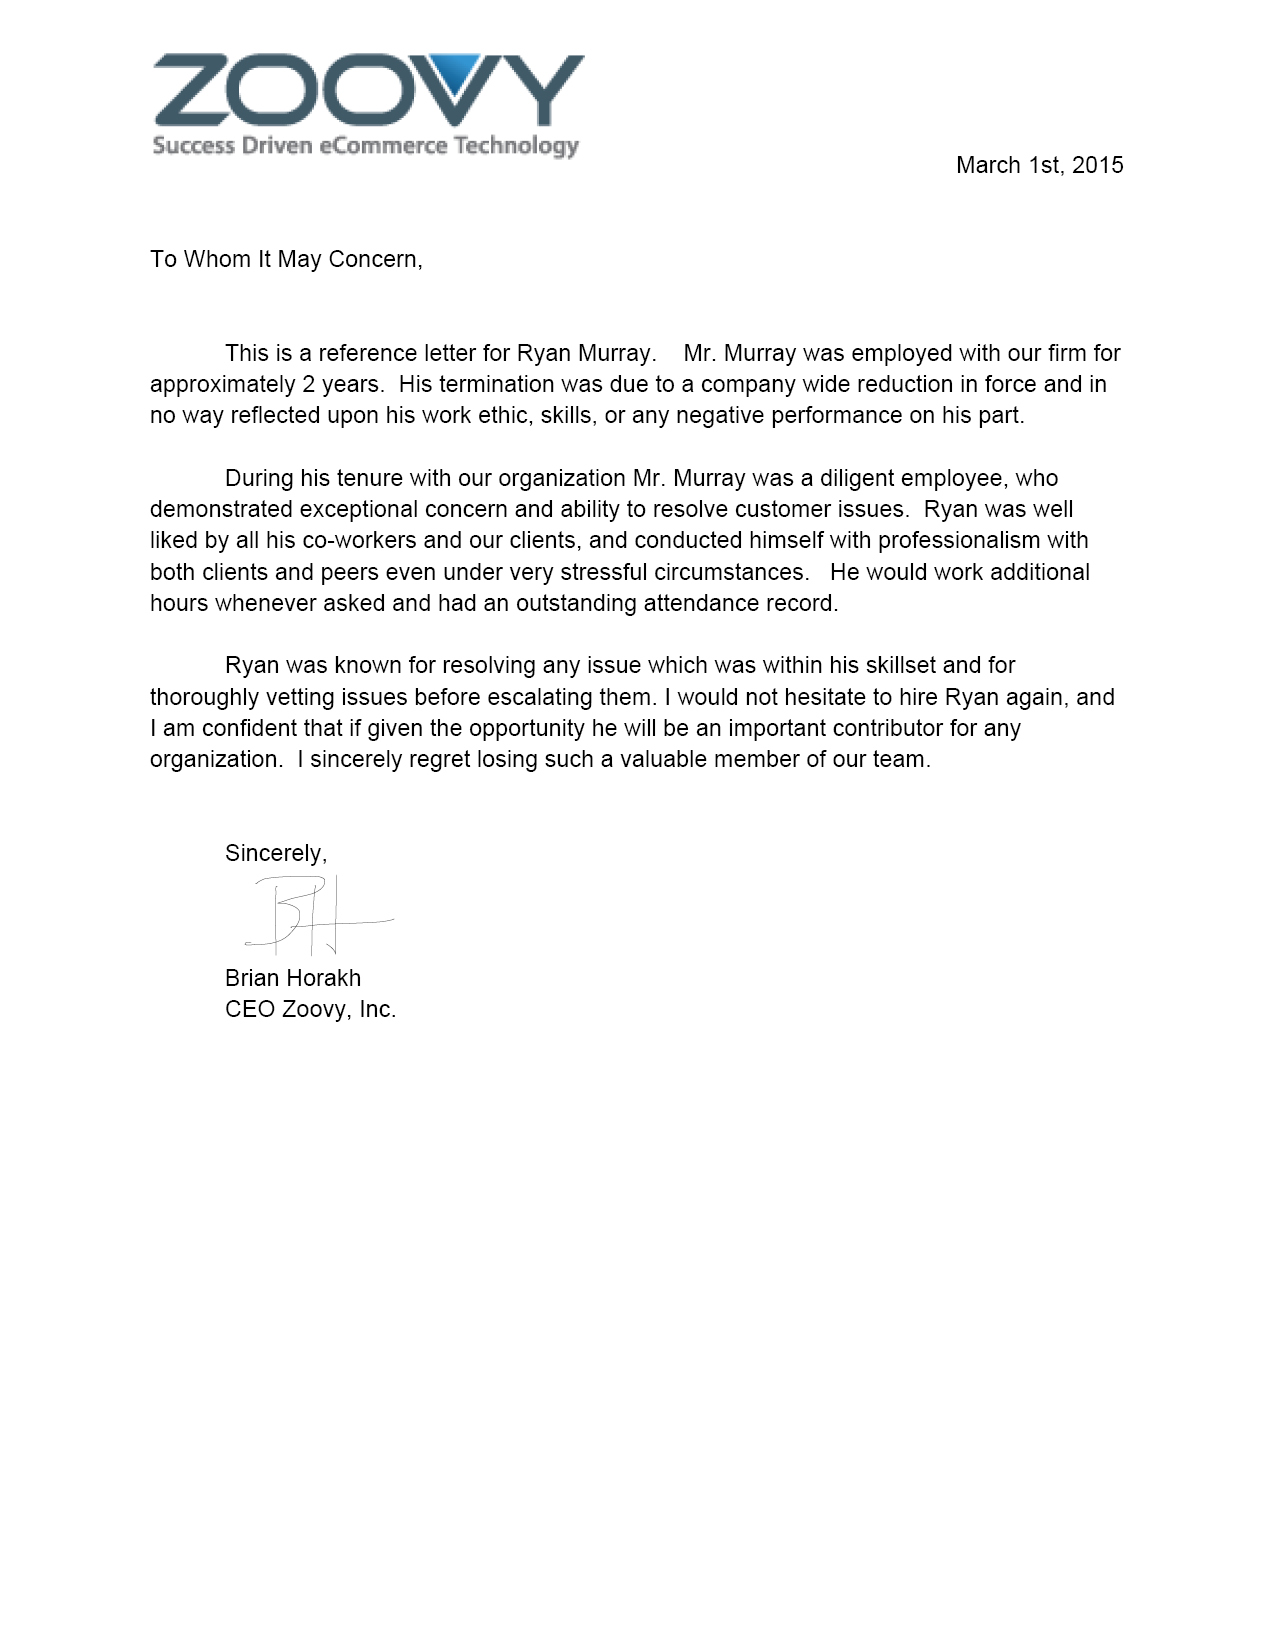 ZOOVY
Success Driven eCommerce Technology
March 1st, 2015
To Whom It May Concern,
This is a reference letter for Ryan Murray.    Mr. Murray was employed with our firm for
approximately 2 years.  His termination was due to a company wide reduction in force and in
no way reflected upon his work ethic, skills, or any negative performance on his part.
During his tenure with our organization Mr. Murray was a diligent employee, who
demonstrated exceptional concern and ability to resolve customer issues.  Ryan was well
liked by all his co-workers and our clients, and conducted himself with professionalism with
both clients and peers even under very stressful circumstances.   He would work additional
hours whenever asked and had an outstanding attendance record.
Ryan was known for resolving any issue which was within his skillset and for
thoroughly vetting issues before escalating them. I would not hesitate to hire Ryan again, and
I am confident that if given the opportunity he will be an important contributor for any
organization.  I sincerely regret losing such a valuable member of our team.
Sincerely,
BH
Brian Horakh
CEO Zoovy, Inc.